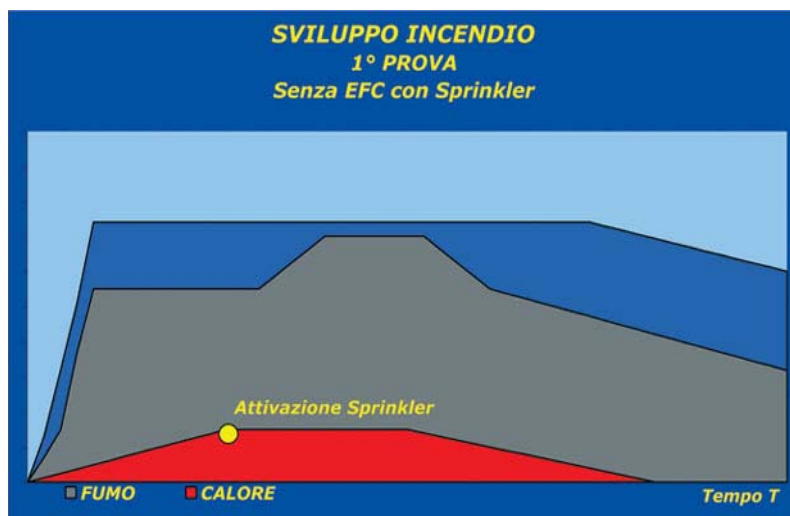 SVILUPPO INCENDIO
1° PROVA
Senza EFC con Sprinkler
Attivazione Sprinkler
FUMO CALORE Tempo T